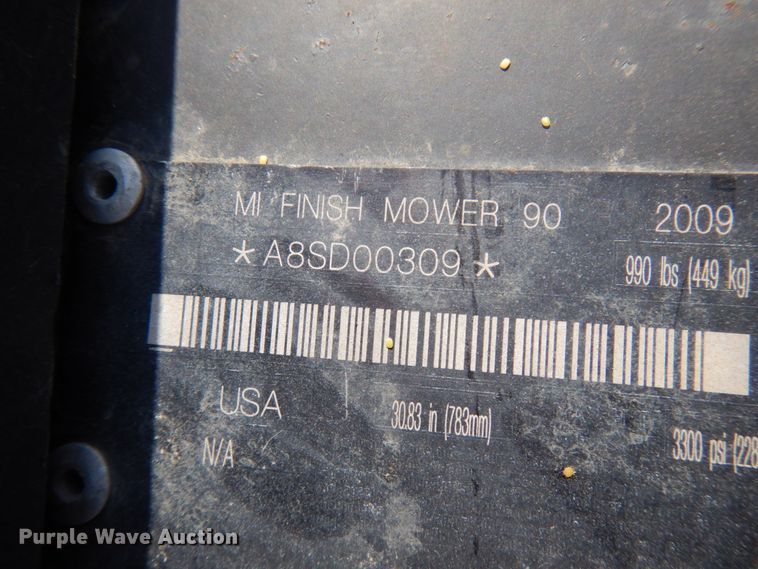 MI FINISH MOWER 90 2009
*A8SD00309* 990 lbs (449 kg)
USA 30.83 in (783mm)
N/A 3300 psi (228
Purple Wave Auction